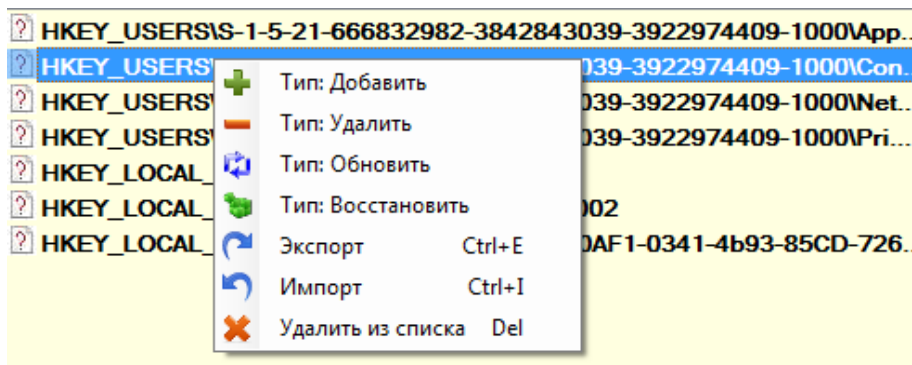 HKEY_USERS\S-1-5-21-666832982-3842843039-3922974409-1000\App...
HKEY_USERS\ 039-3922974409-1000\Con...
Тип: Добавить
HKEY_USERS\ 039-3922974409-1000\Net...
Тип: Удалить
HKEY_USERS\ 039-3922974409-1000\Pri...
Тип: Обновить
HKEY_LOCAL_
Тип: Восстановить
HKEY_LOCAL_ 002
Экспорт Ctrl+E
HKEY_LOCAL_ 0AF1-0341-4b93-85CD-726...
Импорт Ctrl+I
Удалить из списка Del